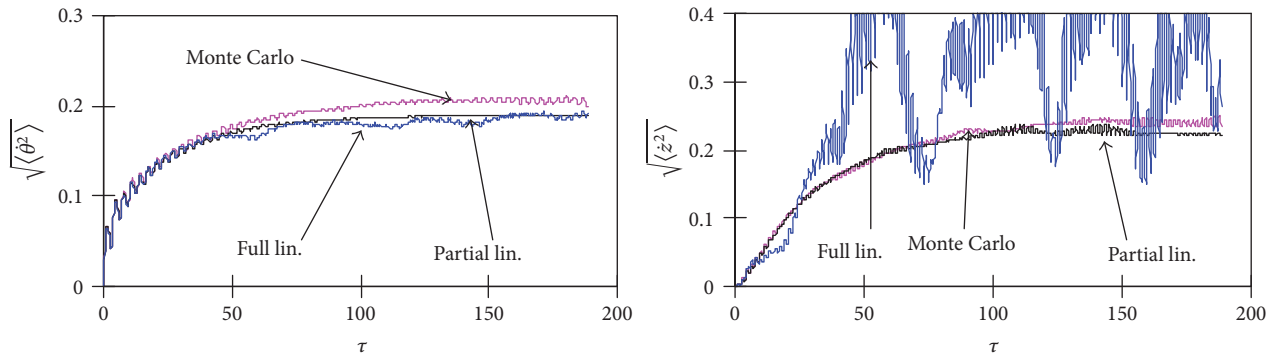 0.3
0.2
0.1
0
√⟨θ̇²⟩
Monte Carlo
Full lin.
Partial lin.
0
50
100
150
200
τ
0.4
0.3
0.2
0.1
0
√⟨ż²⟩
Full lin.
Monte Carlo
Partial lin.
0
50
100
150
200
τ